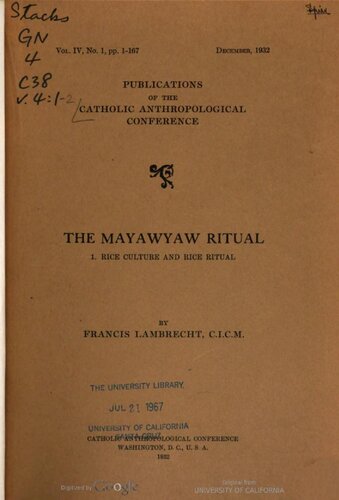 Stacks
GN
4
C38
v.4:1-2
VOL. IV, No. 1, pp. 1-167
DECEMBER, 1932
PUBLICATIONS
OF THE
CATHOLIC ANTHROPOLOGICAL
CONFERENCE
THE MAYAWYAW RITUAL
1. RICE CULTURE AND RICE RITUAL
BY
FRANCIS LAMBRECHT, C.I.C.M.
THE UNIVERSITY LIBRARY
JUL 21 1967
UNIVERSITY OF CALIFORNIA
SANTA CRUZ
CATHOLIC ANTHROPOLOGICAL CONFERENCE
WASHINGTON, D. C., U. S. A.
1932
Digitized by Google
Original from
UNIVERSITY OF CALIFORNIA